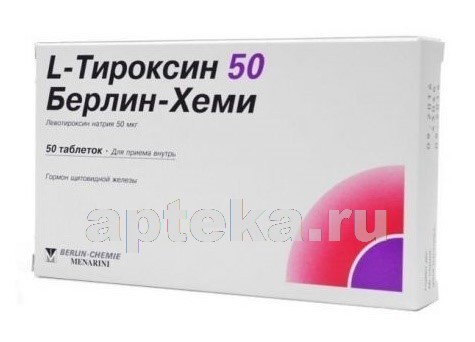 L-Тироксин 50
Берлин-Хеми
Левотироксин натрия 50 мкг
50 таблеток · Для приема внутрь
Гормон щитовидной железы
apteka.ru
BERLIN-CHEMIE
MENARINI